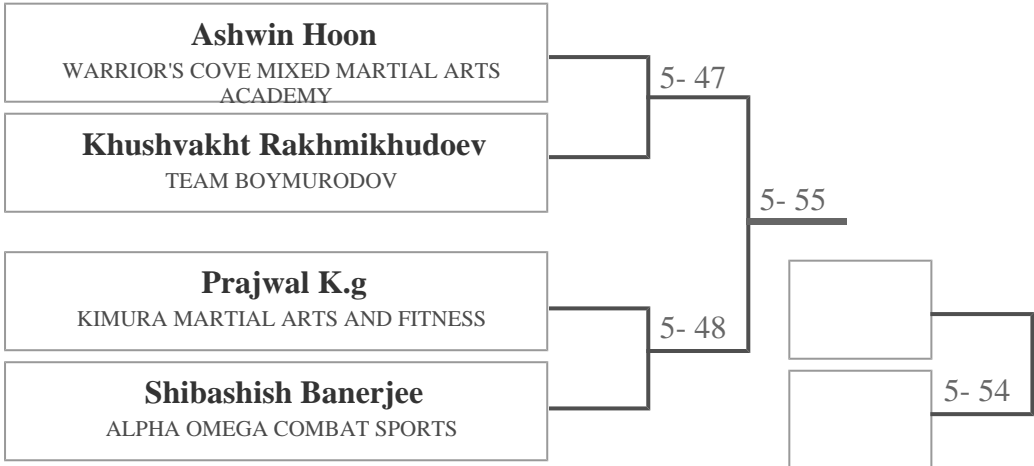 Ashwin Hoon
WARRIOR'S COVE MIXED MARTIAL ARTS
ACADEMY
5- 47
Khushvakht Rakhmikhudoev
TEAM BOYMURODOV
5- 55
Prajwal K.g
KIMURA MARTIAL ARTS AND FITNESS
5- 48
Shibashish Banerjee
ALPHA OMEGA COMBAT SPORTS
5- 54